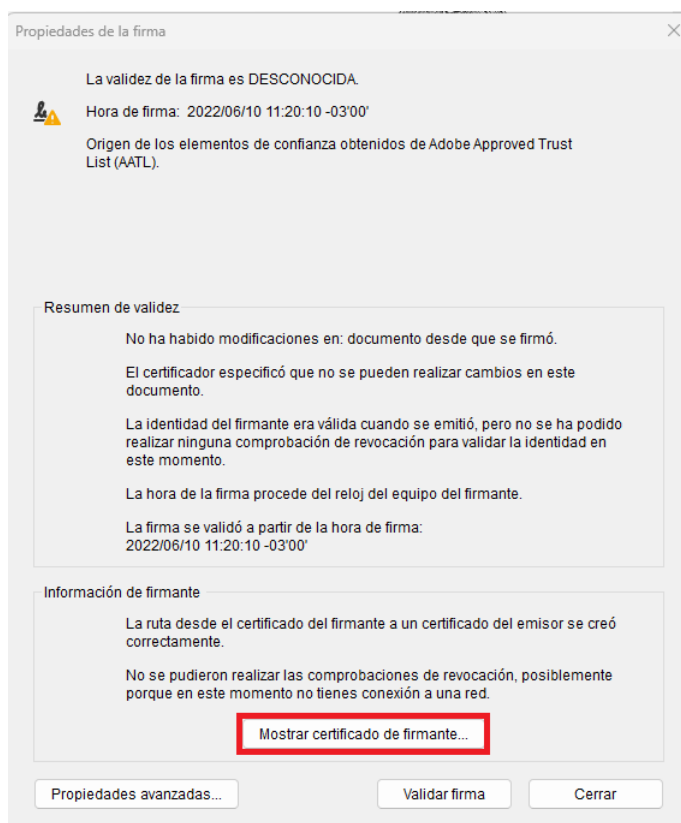 Propiedades de la firma
La validez de la firma es DESCONOCIDA.
Hora de firma: 2022/06/10 11:20:10 -03'00'
Origen de los elementos de confianza obtenidos de Adobe Approved Trust
List (AATL).
Resumen de validez
No ha habido modificaciones en: documento desde que se firmó.
El certificador especificó que no se pueden realizar cambios en este
documento.
La identidad del firmante era válida cuando se emitió, pero no se ha podido
realizar ninguna comprobación de revocación para validar la identidad en
este momento.
La hora de la firma procede del reloj del equipo del firmante.
La firma se validó a partir de la hora de firma:
2022/06/10 11:20:10 -03'00'
Información de firmante
La ruta desde el certificado del firmante a un certificado del emisor se creó
correctamente.
No se pudieron realizar las comprobaciones de revocación, posiblemente
porque en este momento no tienes conexión a una red.
Mostrar certificado de firmante...
Propiedades avanzadas...
Validar firma
Cerrar